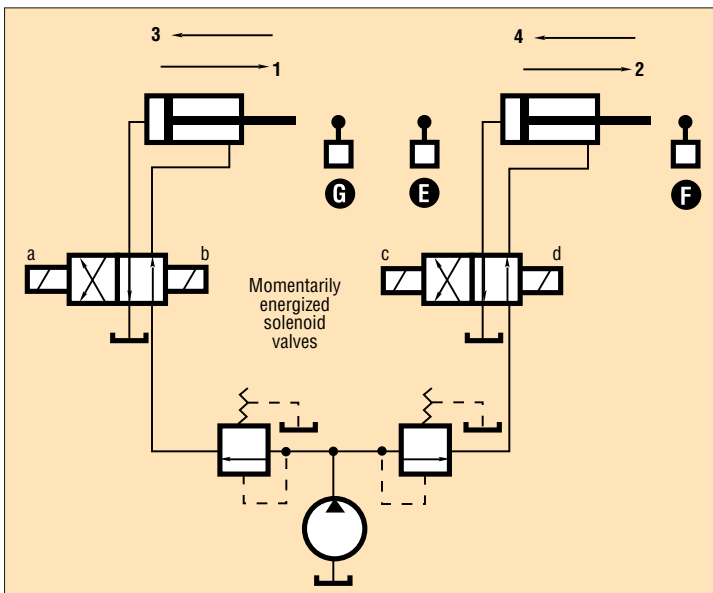 3
4
1
2
G
E
F
a
b
c
d
Momentarily
energized
solenoid
valves